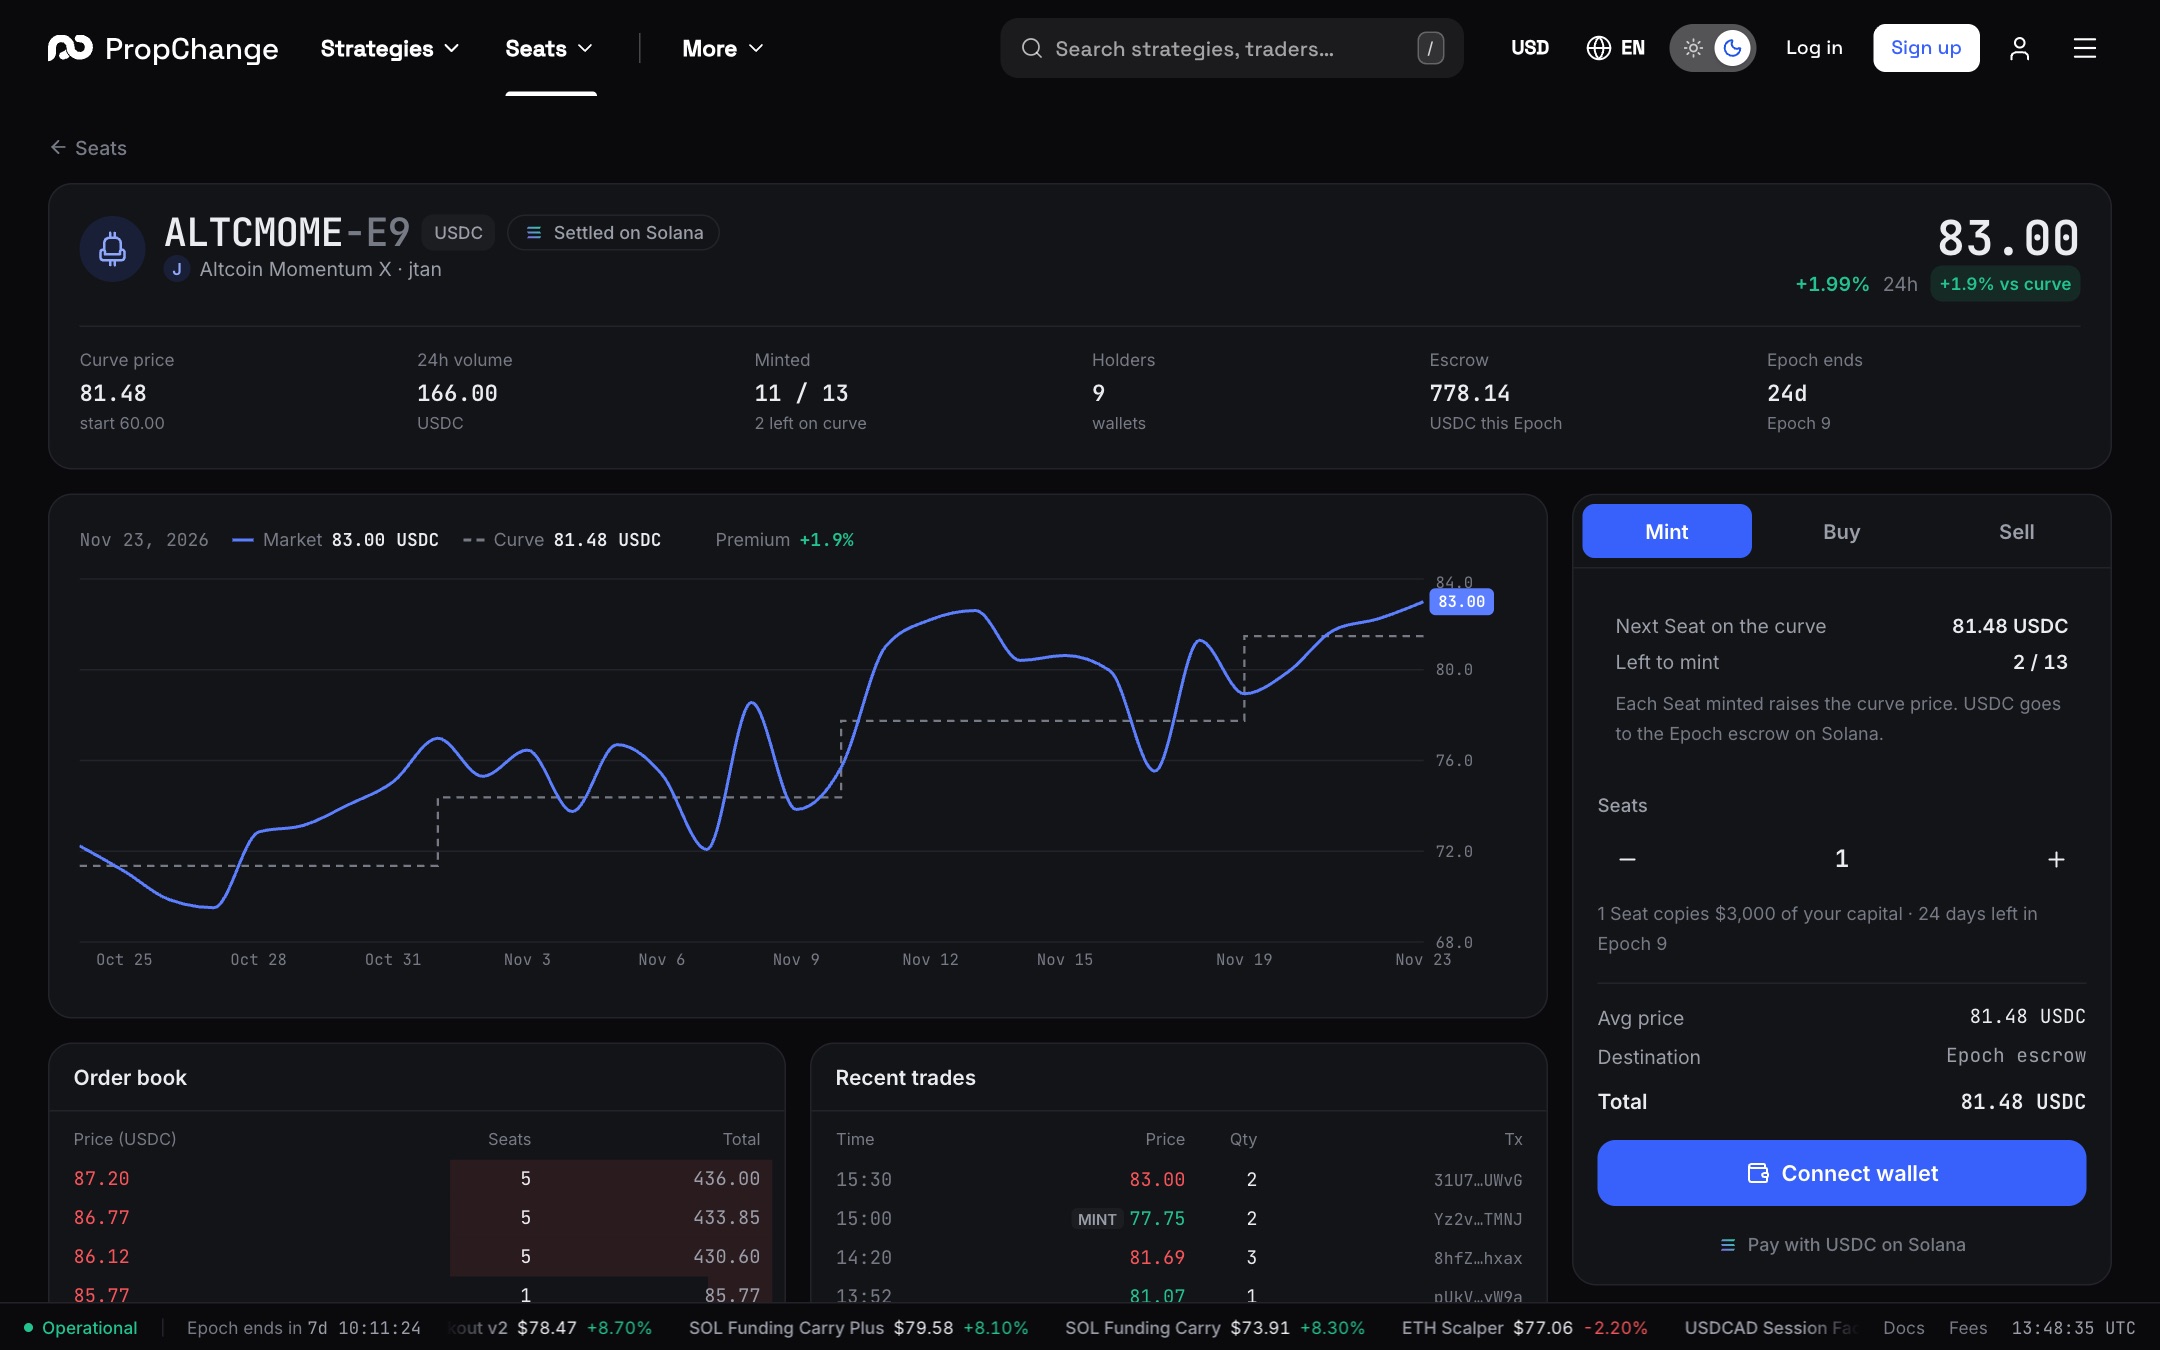 PropChange
Strategies
Seats
More
Search strategies, traders...
/
USD
EN
Log in
Sign up
Seats
ALTCMOME-E9
USDC
Settled on Solana
J
Altcoin Momentum X · jtan
83.00
+1.99% 24h
+1.9% vs curve
Curve price
81.48
start 60.00
24h volume
166.00
USDC
Minted
11 / 13
2 left on curve
Holders
9
wallets
Escrow
778.14
USDC this Epoch
Epoch ends
24d
Epoch 9
Nov 23, 2026 Market 83.00 USDC Curve 81.48 USDC Premium +1.9%
84.0
83.00
80.0
76.0
72.0
68.0
Oct 25 Oct 28 Oct 31 Nov 3 Nov 6 Nov 9 Nov 12 Nov 15 Nov 19 Nov 23
Mint Buy Sell
Next Seat on the curve 81.48 USDC
Left to mint 2 / 13
Each Seat minted raises the curve price. USDC goes
to the Epoch escrow on Solana.
Seats
− 1 +
1 Seat copies $3,000 of your capital · 24 days left in
Epoch 9
Avg price 81.48 USDC
Destination Epoch escrow
Total 81.48 USDC
Connect wallet
Pay with USDC on Solana
Order book
Price (USDC) Seats Total
87.20 5 436.00
86.77 5 433.85
86.12 5 430.60
85.77 1 85.77
Recent trades
Time Price Qty Tx
15:30 83.00 2 31U7…UWvG
15:00 MINT 77.75 2 Yz2v…TMNJ
14:20 81.69 3 8hfZ…hxax
13:52 81.07 1 pUkV…vW9a
Operational
Epoch ends in 7d 10:11:24
kout v2 $78.47 +8.70% SOL Funding Carry Plus $79.58 +8.10% SOL Funding Carry $73.91 +8.30% ETH Scalper $77.06 -2.20% USDCAD Session
Docs
Fees
13:48:35 UTC